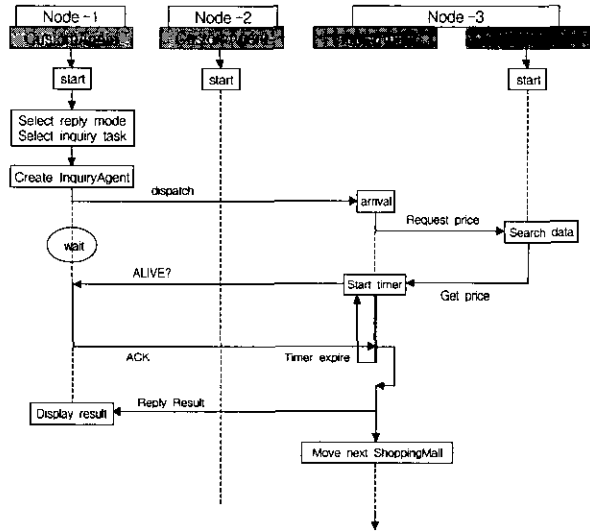 Node -1
Node -2
Node -3
start
start
start
Select reply mode
Select inquiry task
Create InquiryAgent
dispatch
arrival
Request price
Search data
wait
ALIVE?
Start timer
Get price
ACK
Timer expire
Reply Result
Display result
Move next ShoppingMall